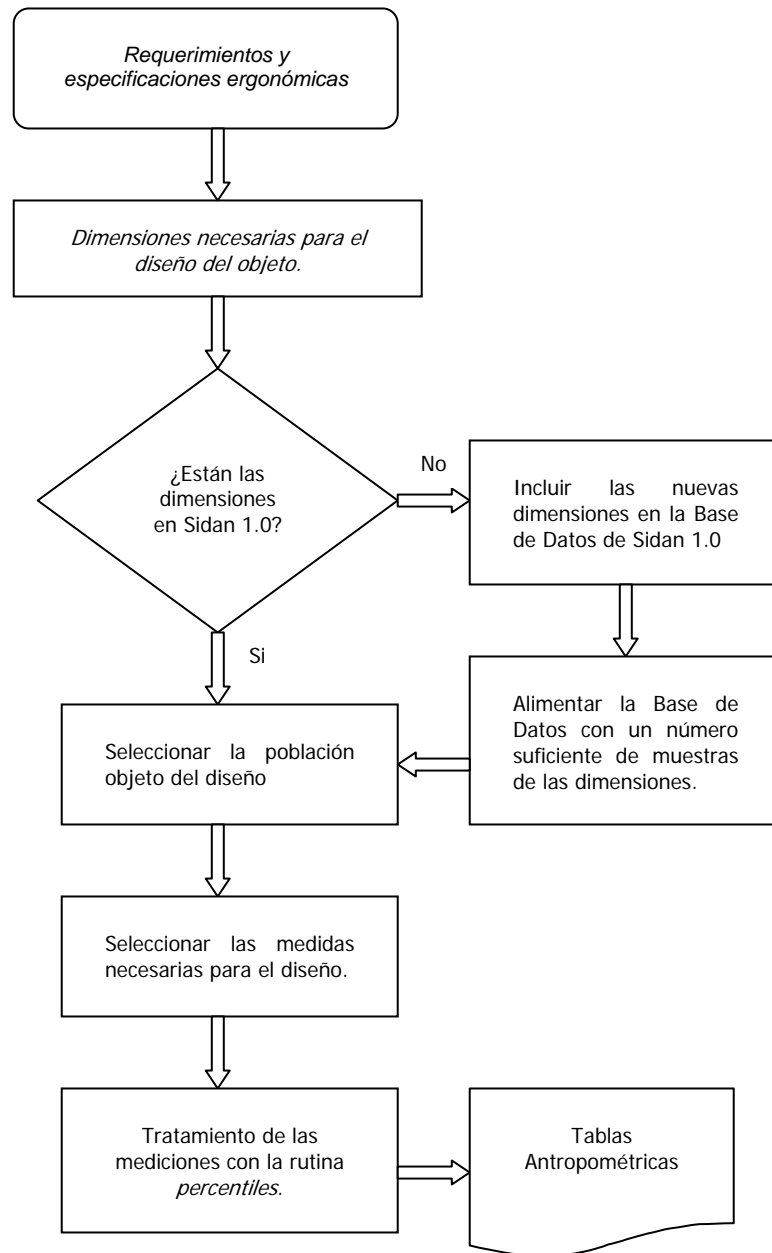 Requerimientos y
especificaciones ergonómicas
Dimensiones necesarias para el
diseño del objeto.
¿Están las
dimensiones
en Sidan 1.0?
No
Incluir las nuevas
dimensiones en la Base
de Datos de Sidan 1.0
Si
Alimentar la Base de
Datos con un número
suficiente de muestras
de las dimensiones.
Seleccionar la población
objeto del diseño
Seleccionar las medidas
necesarias para el diseño.
Tratamiento de las
mediciones con la rutina
percentiles.
Tablas
Antropométricas